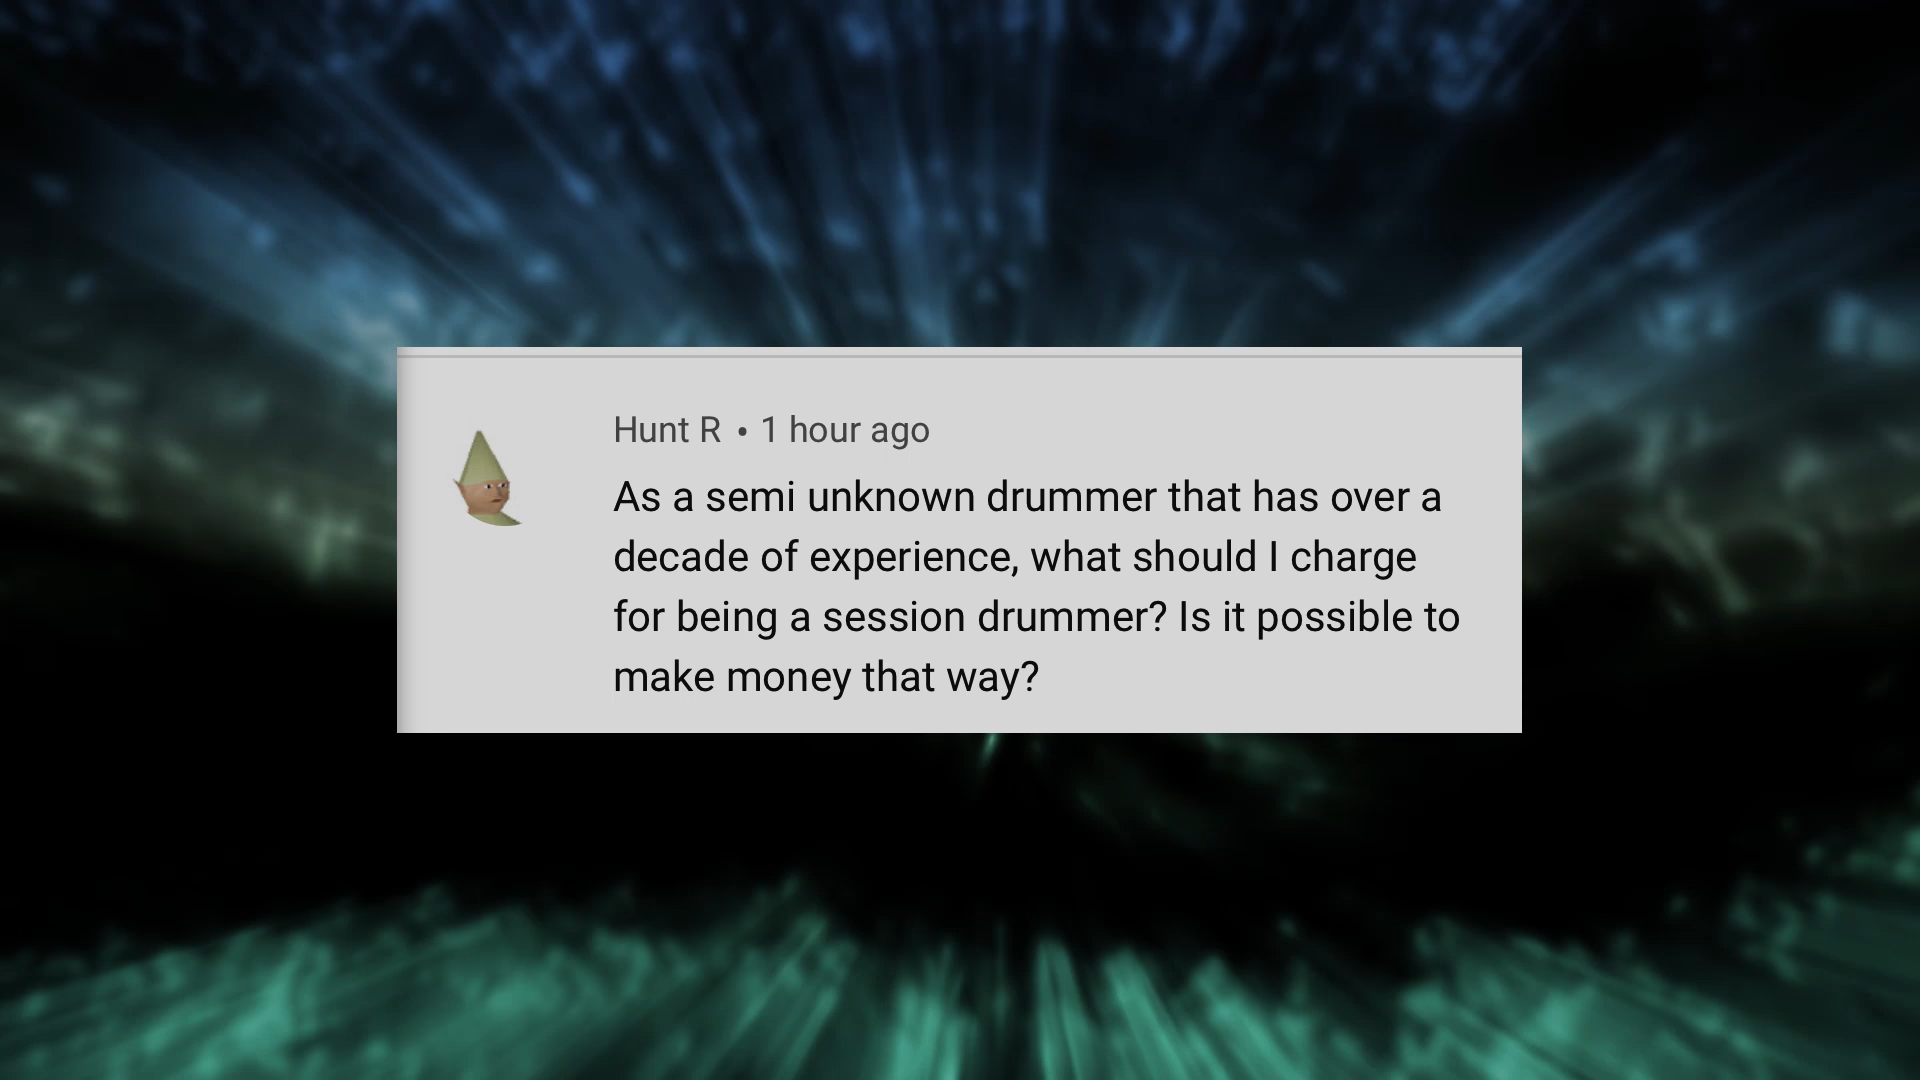 Hunt R • 1 hour ago
As a semi unknown drummer that has over a
decade of experience, what should I charge
for being a session drummer? Is it possible to
make money that way?